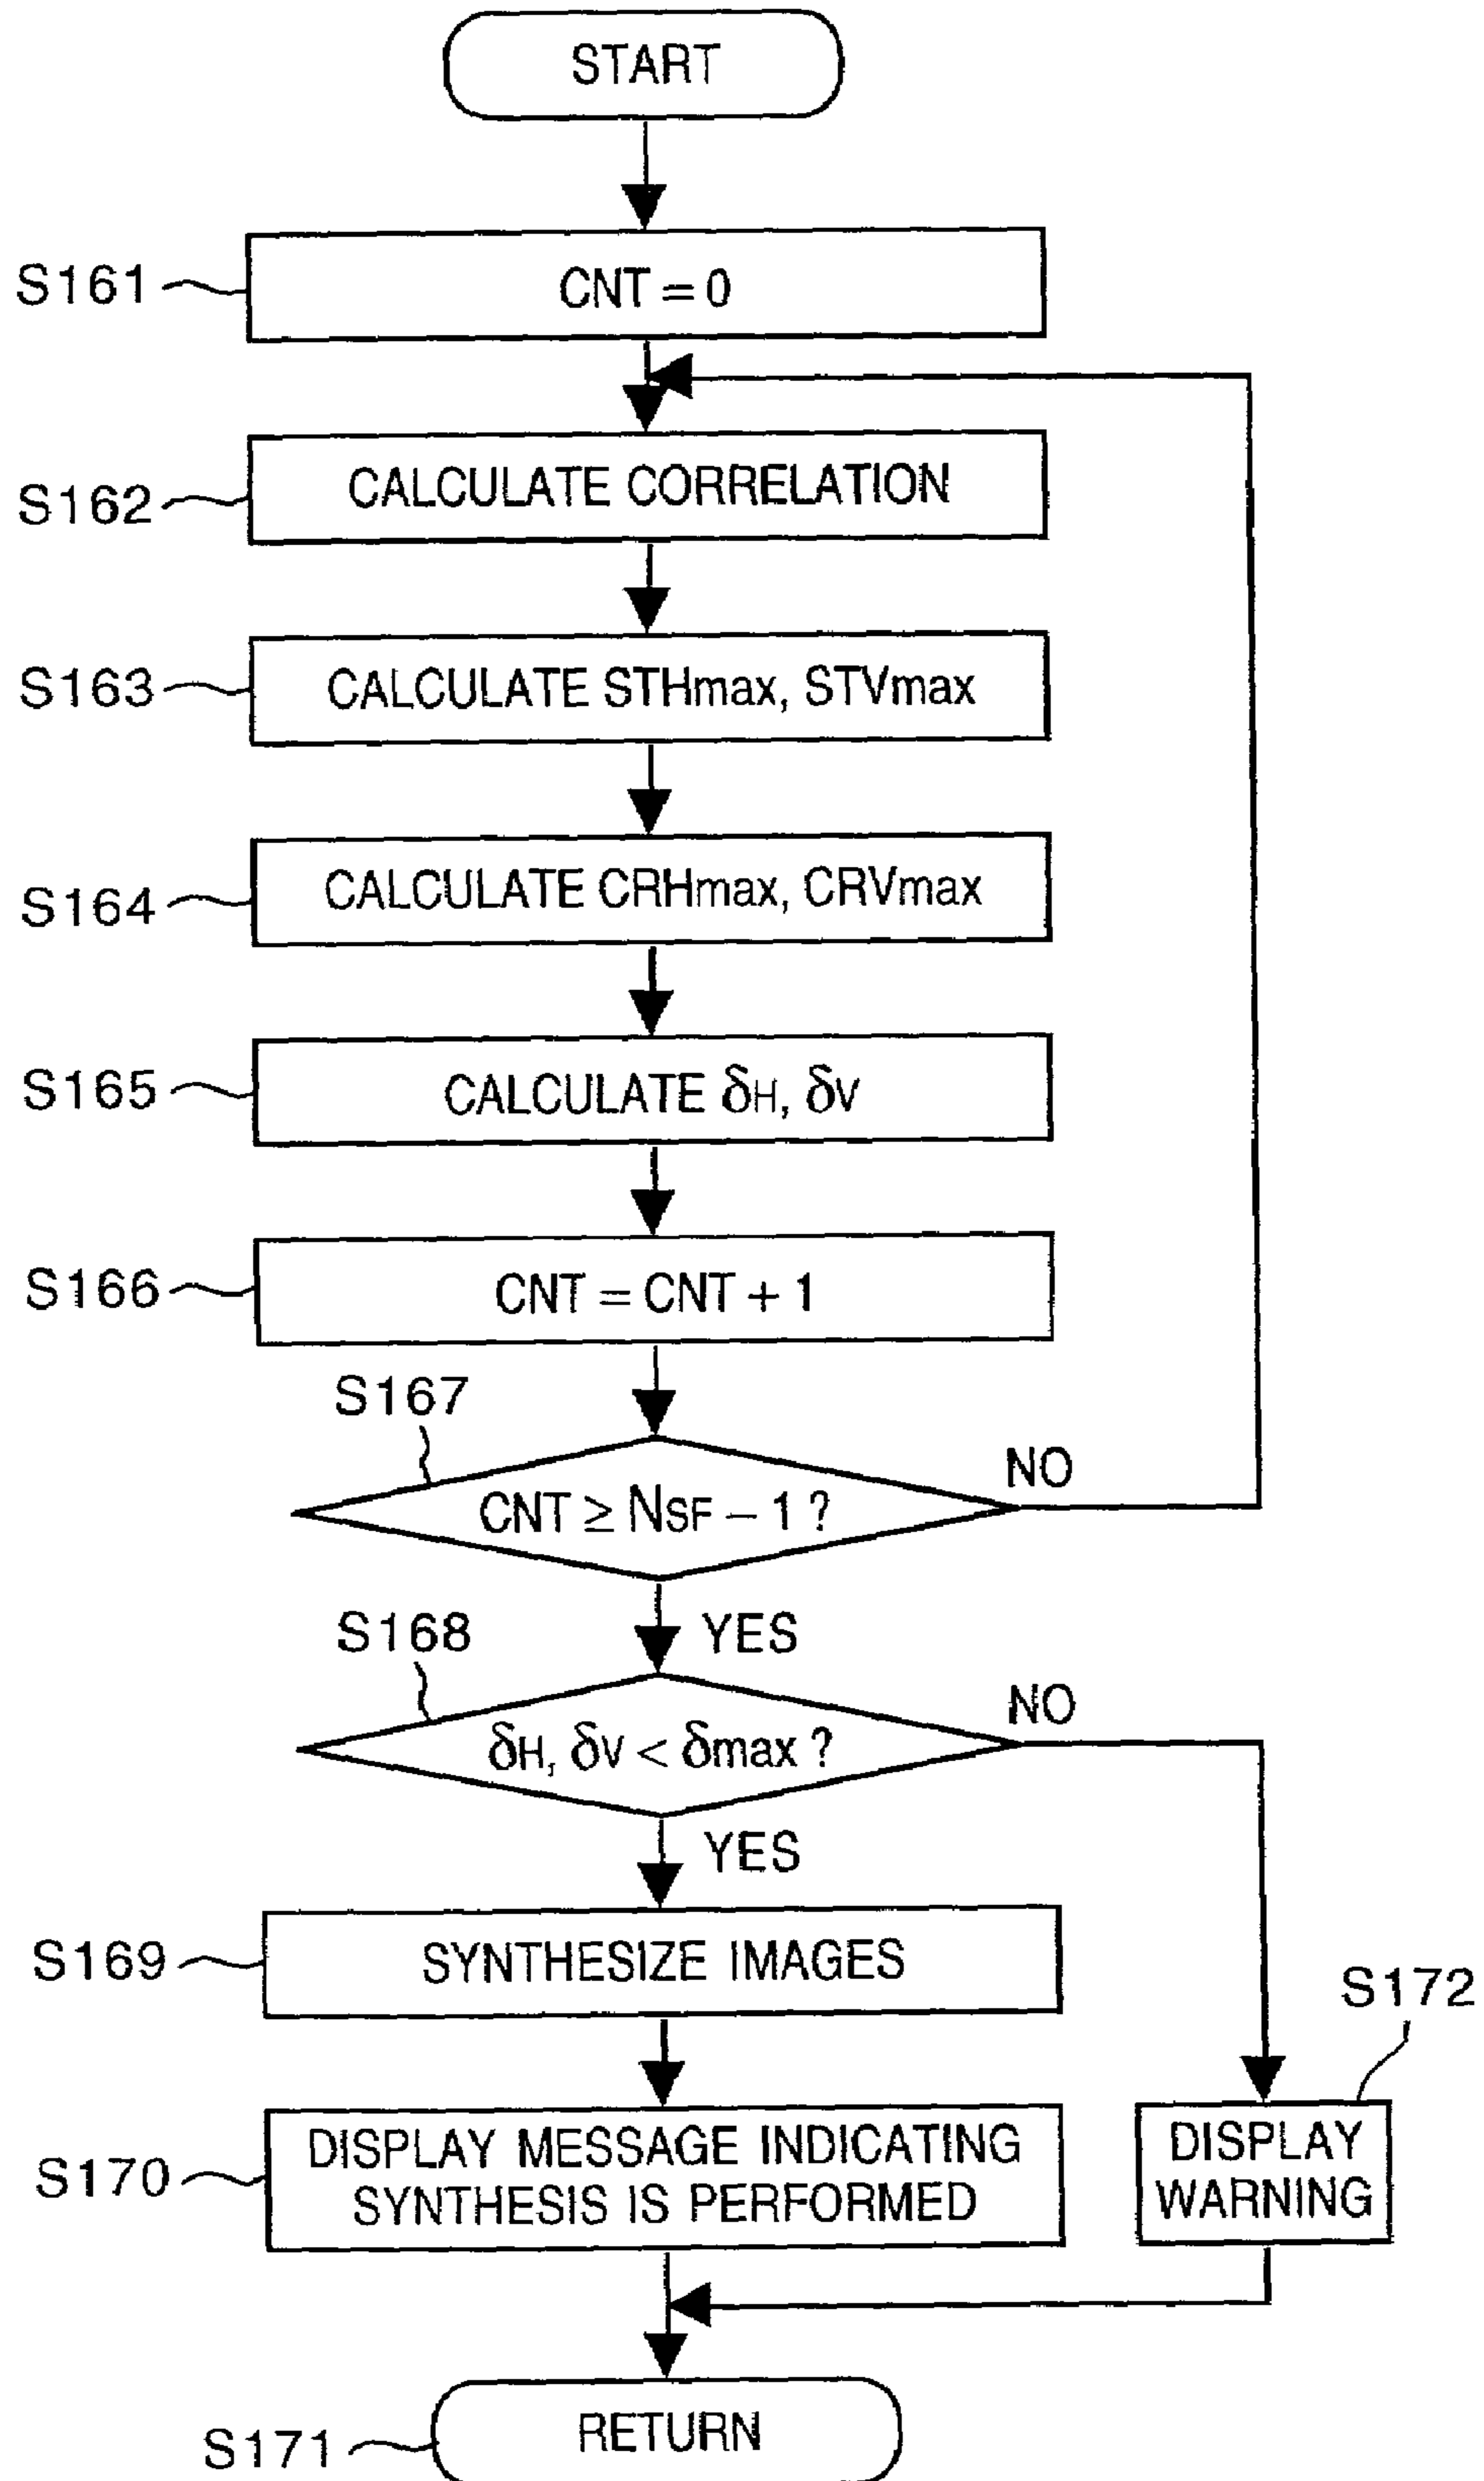 START
S161
CNT = 0
S162
CALCULATE CORRELATION
S163
CALCULATE STHmax, STVmax
S164
CALCULATE CRHmax, CRVmax
S165
CALCULATE δH, δV
S166
CNT = CNT + 1
S167
CNT ≥ NSF – 1 ?
NO
YES
S168
δH, δV < δmax ?
NO
YES
S169
SYNTHESIZE IMAGES
S172
S170
DISPLAY MESSAGE INDICATING
SYNTHESIS IS PERFORMED
DISPLAY
WARNING
S171
RETURN